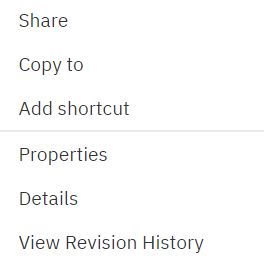 Share
Copy to
Add shortcut
Properties
Details
View Revision History